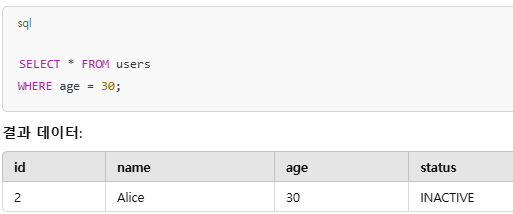 sql
SELECT * FROM users
WHERE age = 30;
결과 데이터:
id name age status
2 Alice 30 INACTIVE